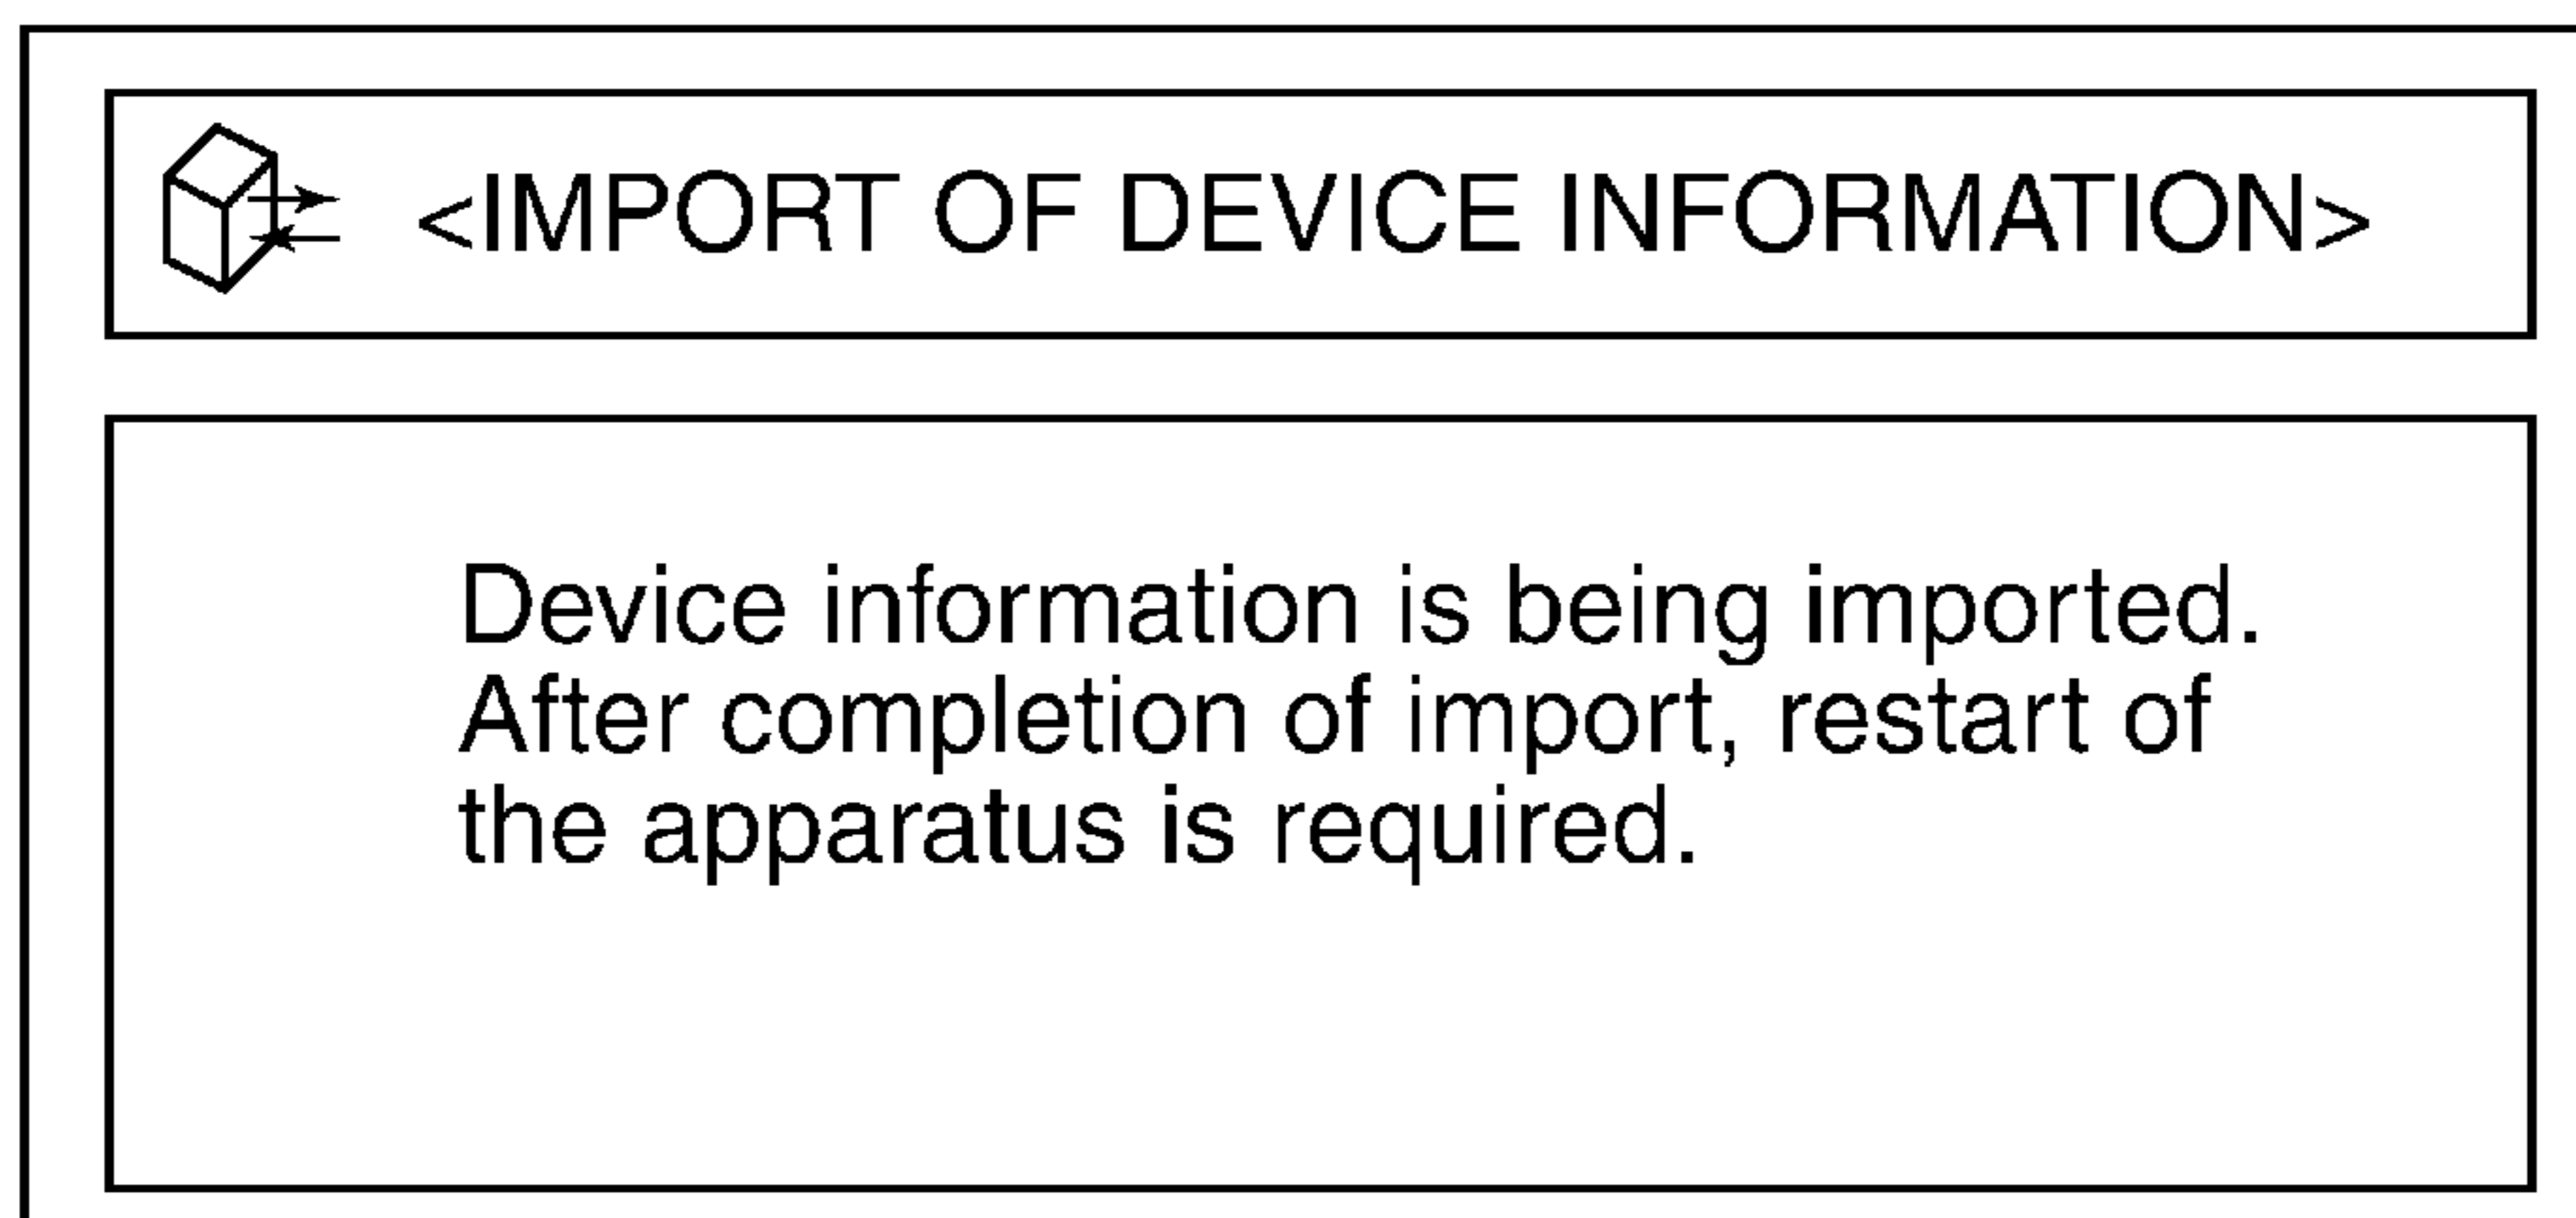 <IMPORT OF DEVICE INFORMATION>
Device information is being imported.
After completion of import, restart of
the apparatus is required.